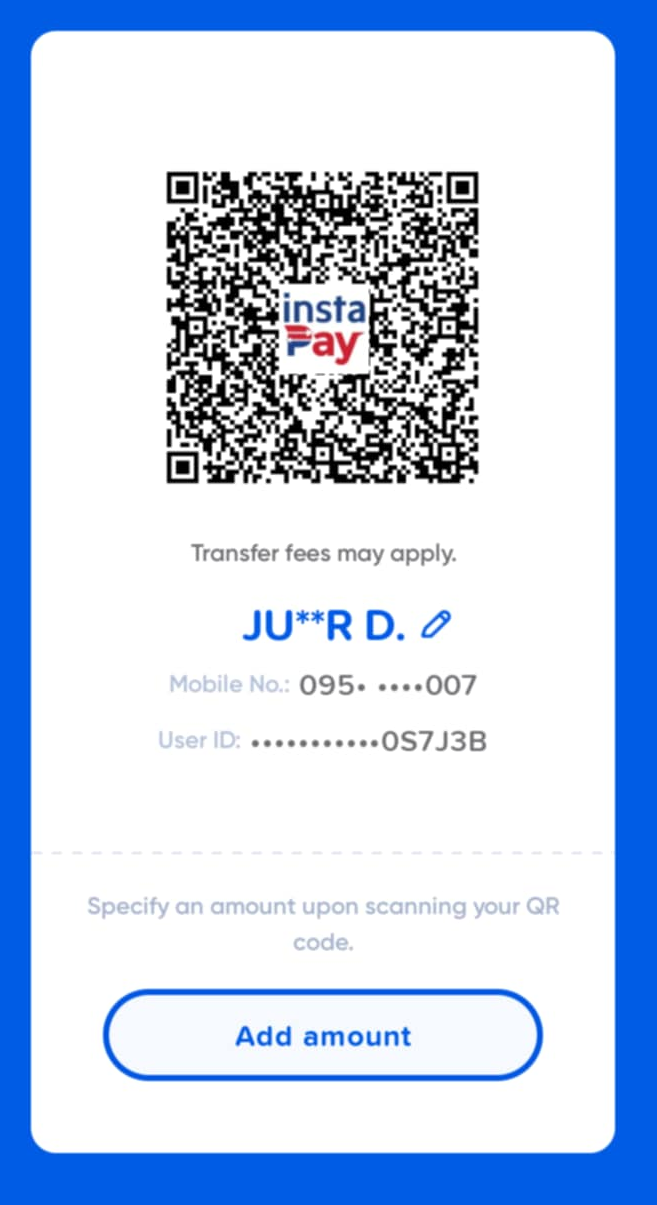 insta
Pay
Transfer fees may apply.
JU**R D.
Mobile No.: 095• ••••007
User ID: •••••••••••0S7J3B
Specify an amount upon scanning your QR
code.
Add amount